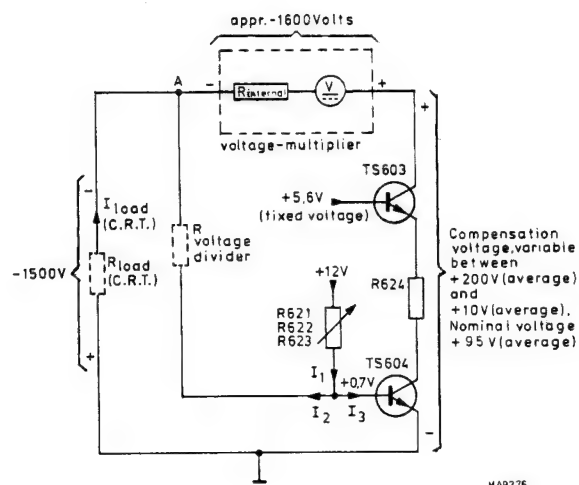 appr.-1600Volts
A
-
Rinternal
V
+
voltage-multiplier
+
TS603
+5,6V
(fixed voltage)
-
Iload
(C.R.T.)
R
voltage
divider
-1500V
Rload
(C.R.T.)
+
+12V
R621
R622
R623
R624
Compensation
voltage,variable
between
+200V(average)
and
+10V(average),
Nominal voltage
+95V(average)
TS604
I1
+0,7V
I2
I3
-
MA9276